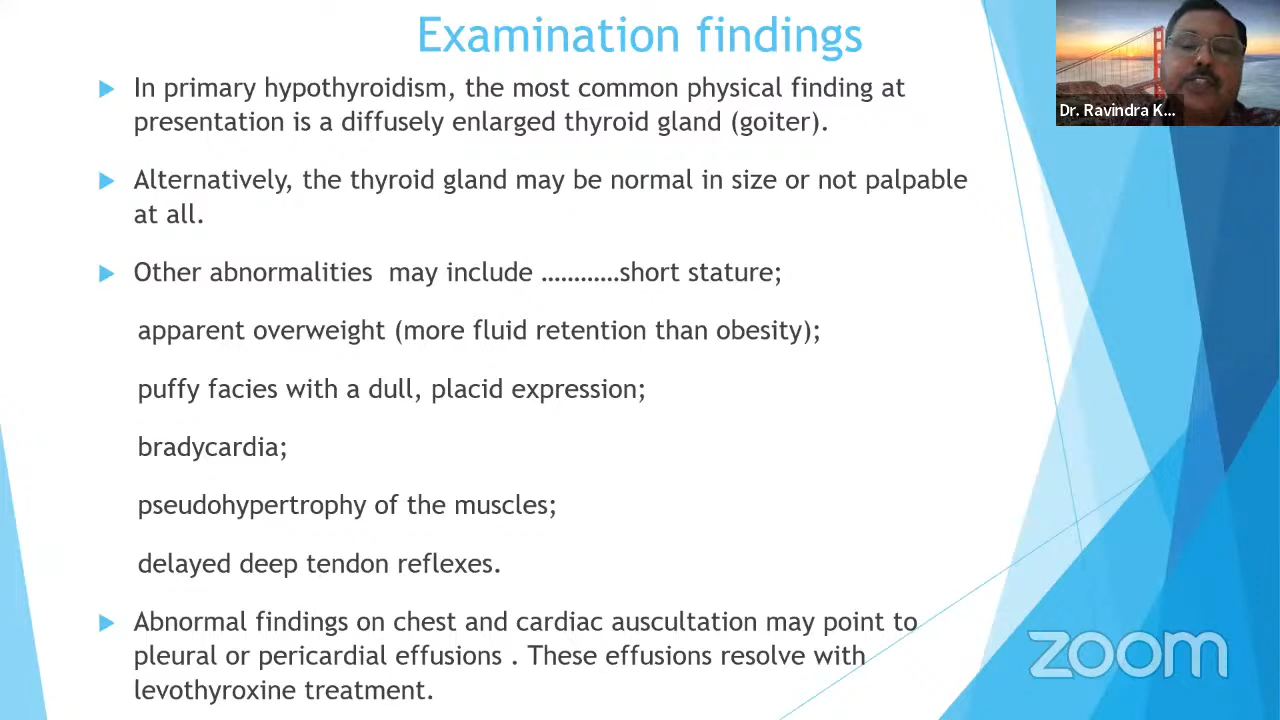 Examination findings
In primary hypothyroidism, the most common physical finding at
presentation is a diffusely enlarged thyroid gland (goiter).
Alternatively, the thyroid gland may be normal in size or not palpable
at all.
Other abnormalities may include …………short stature;
apparent overweight (more fluid retention than obesity);
puffy facies with a dull, placid expression;
bradycardia;
pseudohypertrophy of the muscles;
delayed deep tendon reflexes.
Abnormal findings on chest and cardiac auscultation may point to
pleural or pericardial effusions . These effusions resolve with
levothyroxine treatment.
Dr. Ravindra K...
zoom